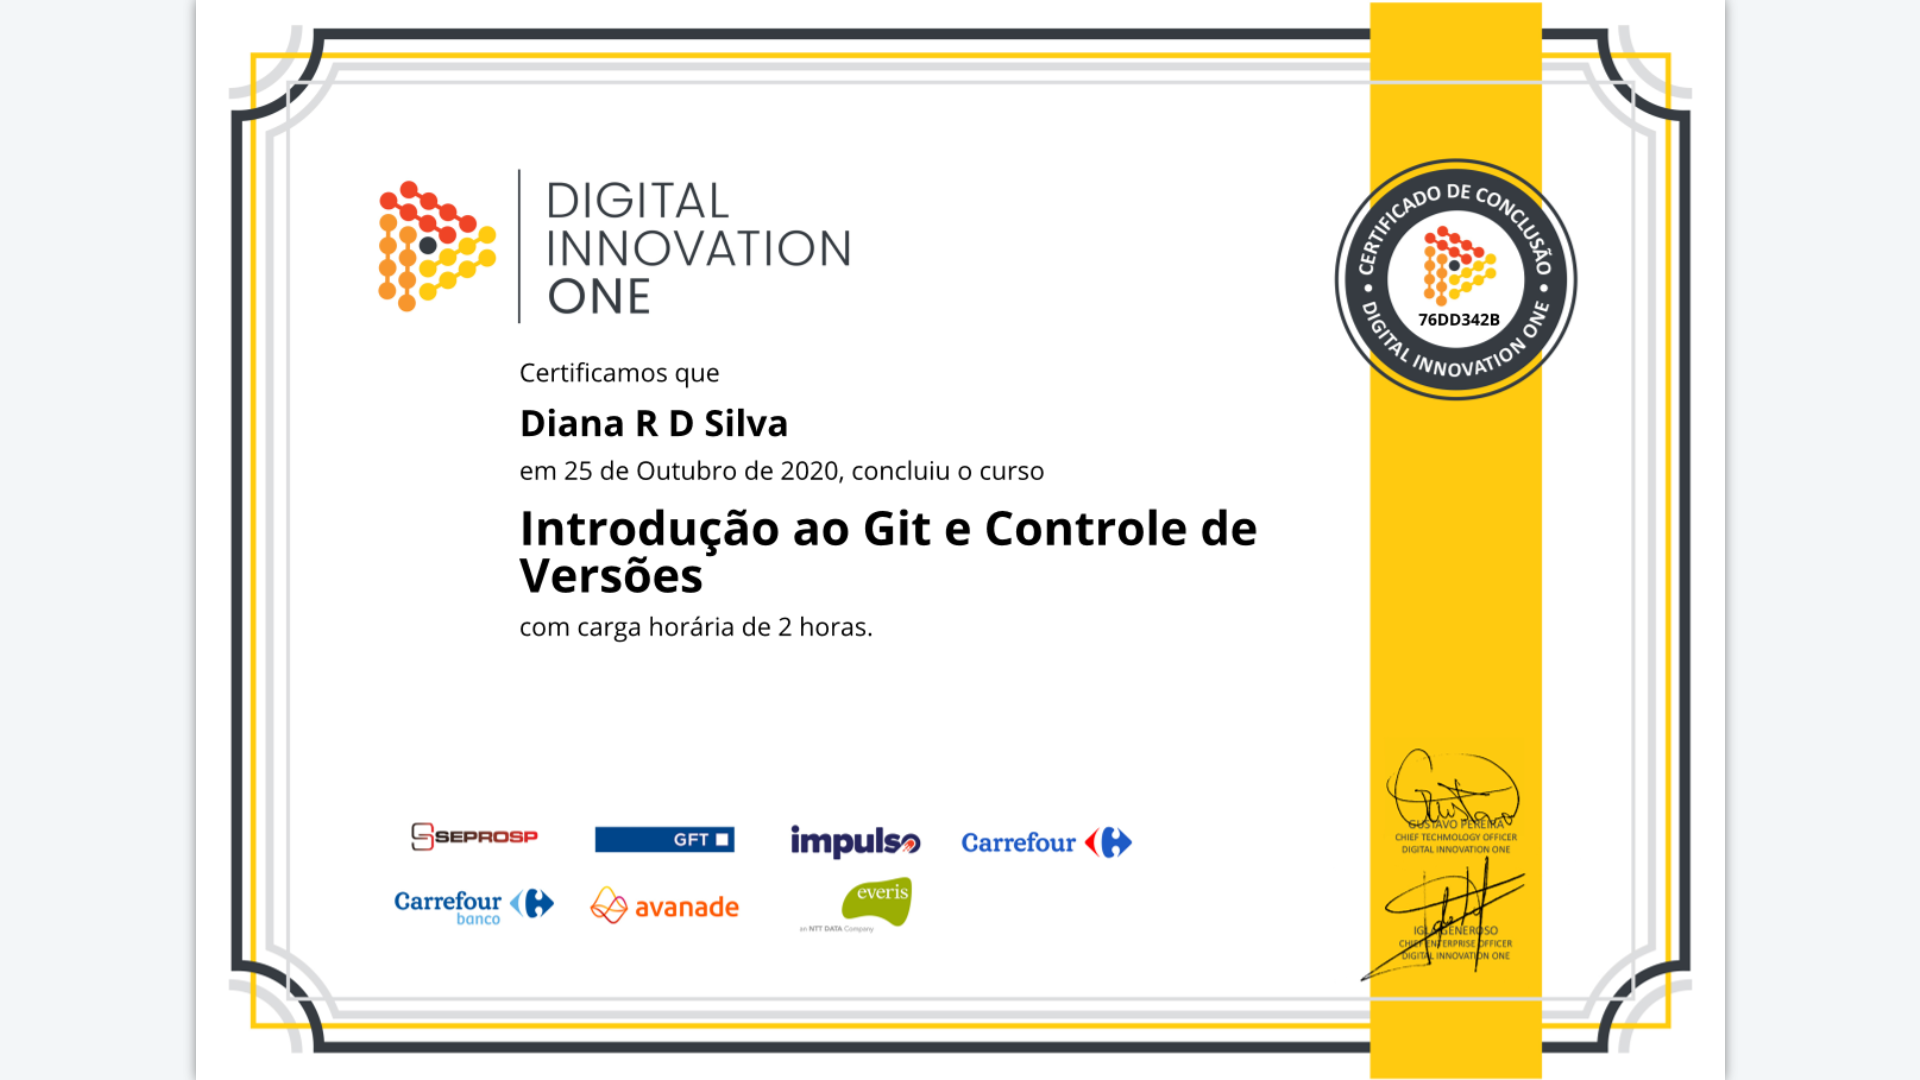 DIGITAL
INNOVATION
ONE
CERTIFICADO DE CONCLUSÃO
76DD342B
DIGITAL INNOVATION ONE
Certificamos que
Diana R D Silva
em 25 de Outubro de 2020, concluiu o curso
Introdução ao Git e Controle de
Versões
com carga horária de 2 horas.
SEPROSP
GFT
impulso
Carrefour
Carrefour
banco
avanade
everis
an NTT DATA Company
Gustavo
GUSTAVO PEREIRA
CHIEF TECHMOLOGY OFFICER
DIGITAL INNOVATION ONE
IGLA GENEROSO
CHIEF ENTERPRISE OFFICER
DIGITAL INNOVATION ONE